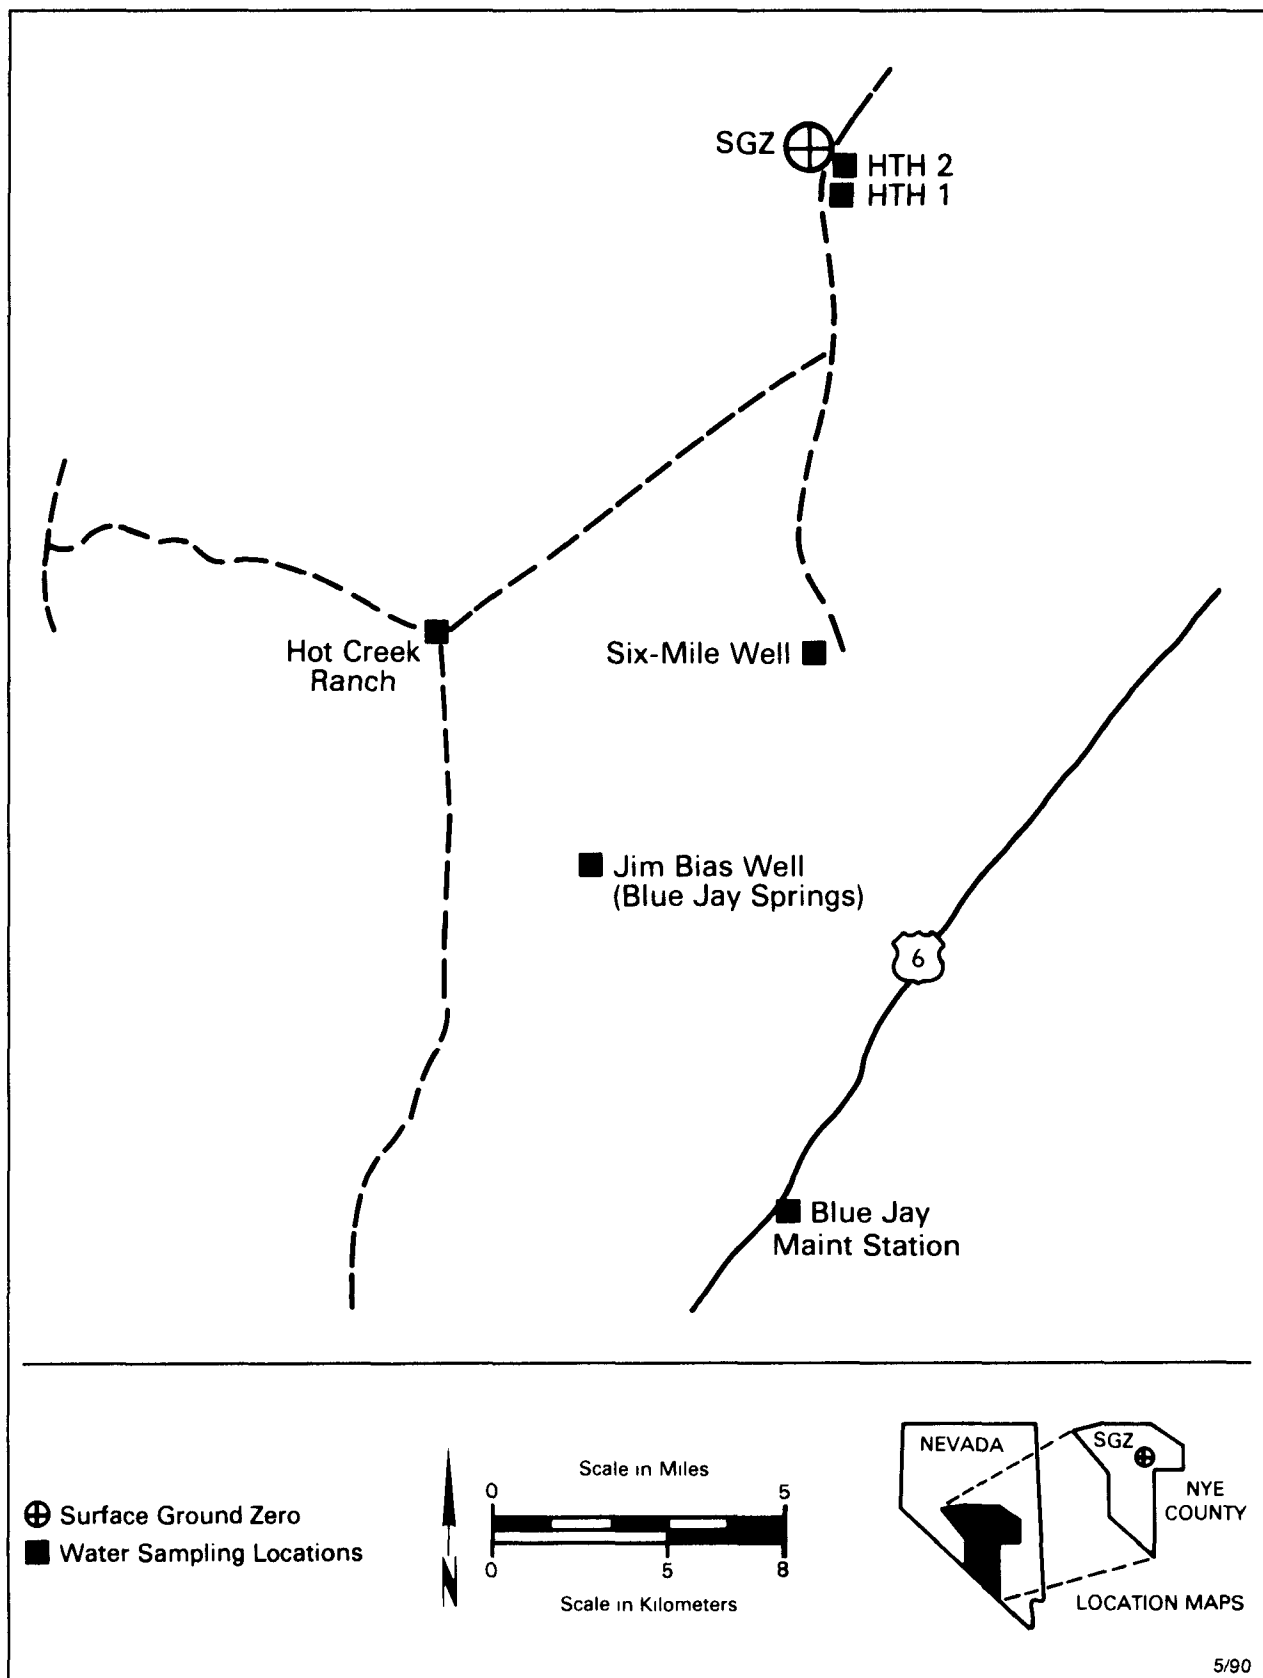 SGZ
HTH 2
HTH 1
Hot Creek
Ranch
Six-Mile Well
Jim Bias Well
(Blue Jay Springs)
6
Blue Jay
Maint Station
Surface Ground Zero
Water Sampling Locations
N
Scale in Miles
0 5
0 5 8
Scale in Kilometers
NEVADA
SGZ
NYE
COUNTY
LOCATION MAPS
5/90